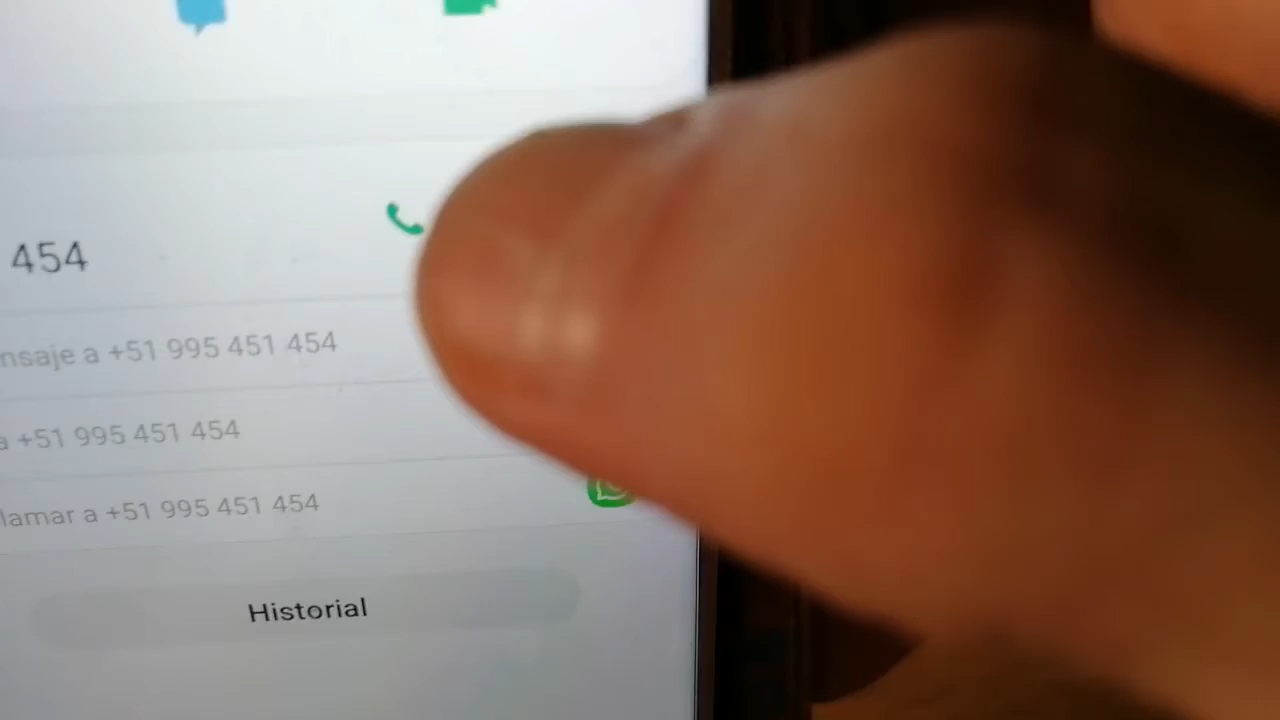 454
nsaje a +51 995 451 454
a +51 995 451 454
lamar a +51 995 451 454
Historial